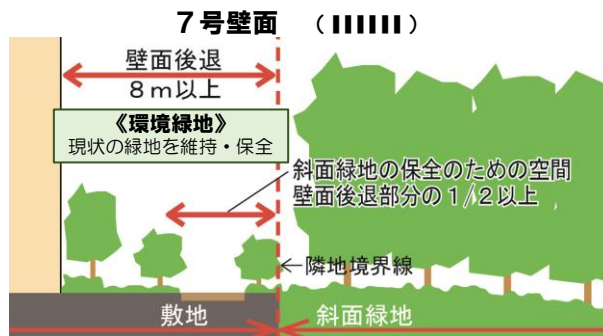 ７号壁面 （▮▮▮▮▮▮）
壁面後退
８ｍ以上
《環境緑地》
現状の緑地を維持・保全
斜面緑地の保全のための空間
壁面後退部分の１/２以上
隣地境界線
敷地
斜面緑地